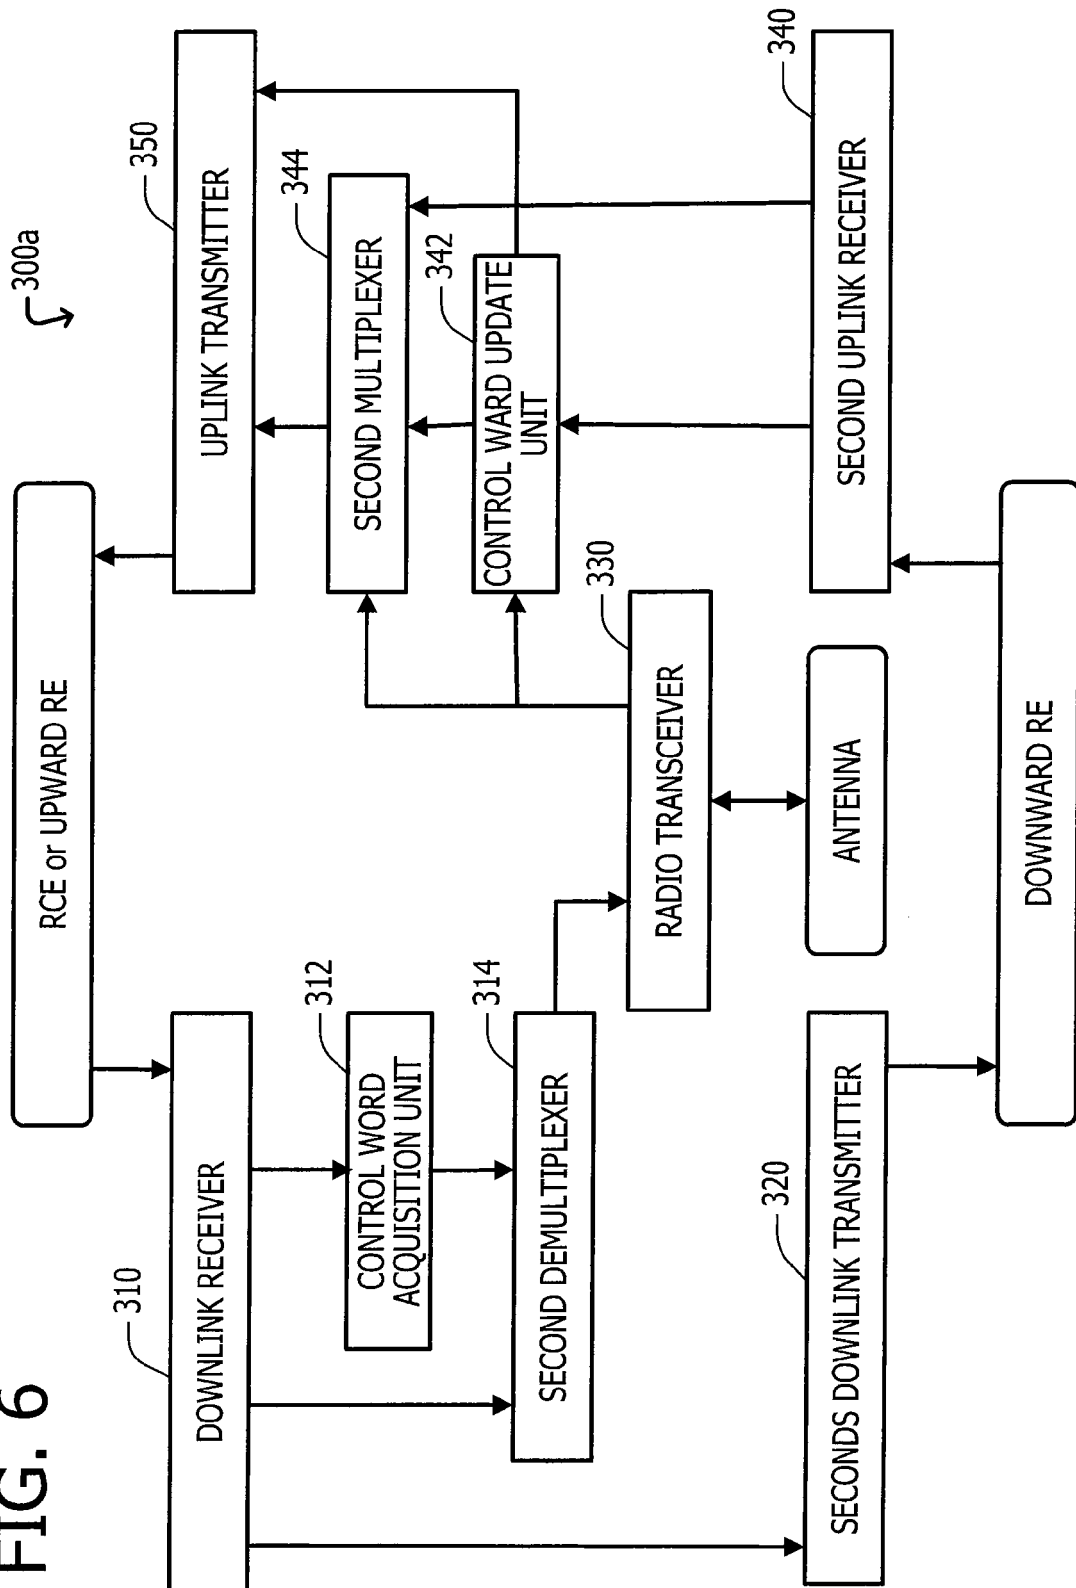 FIG. 6
300a
RCE or UPWARD RE
310
DOWNLINK RECEIVER
350
UPLINK TRANSMITTER
312
CONTROL WORD
ACQUISITION UNIT
344
SECOND MULTIPLEXER
314
SECOND DEMULTIPLEXER
342
CONTROL WARD UPDATE
UNIT
330
RADIO TRANSCEIVER
320
SECONDS DOWNLINK TRANSMITTER
ANTENNA
340
SECOND UPLINK RECEIVER
DOWNWARD RE